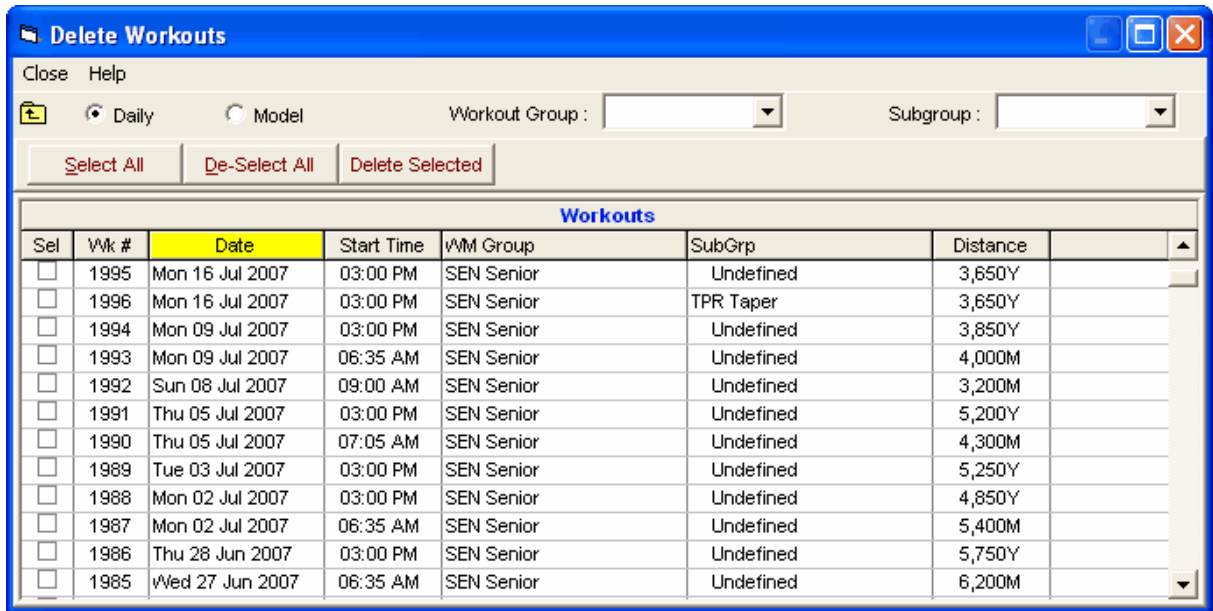 Delete Workouts
Close Help
Daily Model Workout Group : Subgroup :
Select All De-Select All Delete Selected
Workouts
Sel Wk # Date Start Time WM Group SubGrp Distance
1995 Mon 16 Jul 2007 03:00 PM SEN Senior Undefined 3,650Y
1996 Mon 16 Jul 2007 03:00 PM SEN Senior TPR Taper 3,650Y
1994 Mon 09 Jul 2007 03:00 PM SEN Senior Undefined 3,850Y
1993 Mon 09 Jul 2007 06:35 AM SEN Senior Undefined 4,000M
1992 Sun 08 Jul 2007 09:00 AM SEN Senior Undefined 3,200M
1991 Thu 05 Jul 2007 03:00 PM SEN Senior Undefined 5,200Y
1990 Thu 05 Jul 2007 07:05 AM SEN Senior Undefined 4,300M
1989 Tue 03 Jul 2007 03:00 PM SEN Senior Undefined 5,250Y
1988 Mon 02 Jul 2007 03:00 PM SEN Senior Undefined 4,850Y
1987 Mon 02 Jul 2007 06:35 AM SEN Senior Undefined 5,400M
1986 Thu 28 Jun 2007 03:00 PM SEN Senior Undefined 5,750Y
1985 Wed 27 Jun 2007 06:35 AM SEN Senior Undefined 6,200M